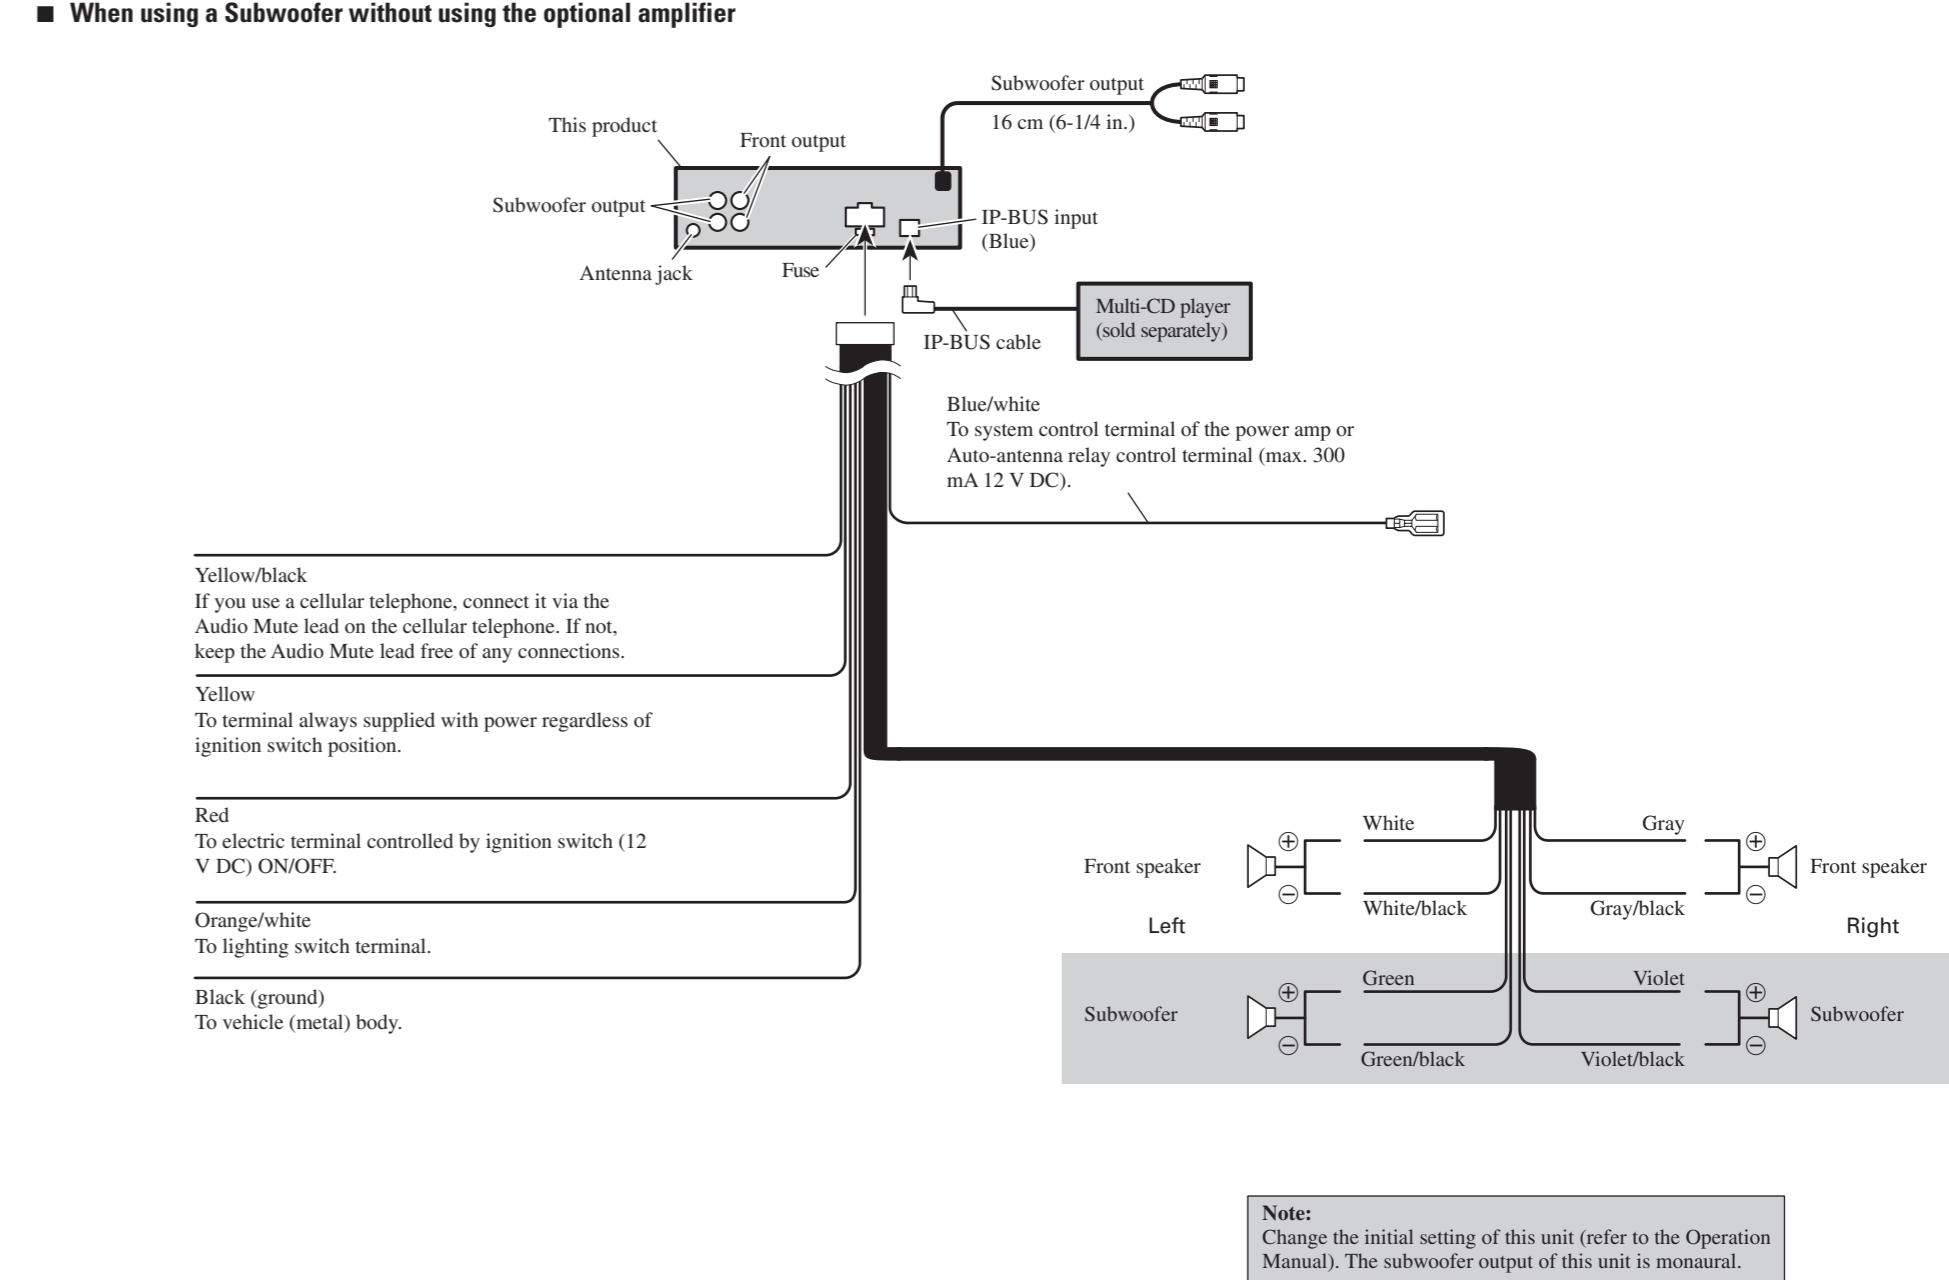 ■ When using a Subwoofer without using the optional amplifier
Subwoofer output
16 cm (6-1/4 in.)
This product
Front output
Subwoofer output
IP-BUS input
(Blue)
Antenna jack
Fuse
Multi-CD player
(sold separately)
IP-BUS cable
Blue/white
To system control terminal of the power amp or
Auto-antenna relay control terminal (max. 300
mA 12 V DC).
Yellow/black
If you use a cellular telephone, connect it via the
Audio Mute lead on the cellular telephone. If not,
keep the Audio Mute lead free of any connections.
Yellow
To terminal always supplied with power regardless of
ignition switch position.
Red
To electric terminal controlled by ignition switch (12
V DC) ON/OFF.
Orange/white
To lighting switch terminal.
Black (ground)
To vehicle (metal) body.
White
Gray
⊕
⊕
Front speaker
Front speaker
⊖
⊖
White/black
Gray/black
Left
Right
Green
Violet
⊕
⊕
Subwoofer
Subwoofer
⊖
⊖
Green/black
Violet/black
Note:
Change the initial setting of this unit (refer to the Operation
Manual). The subwoofer output of this unit is monaural.